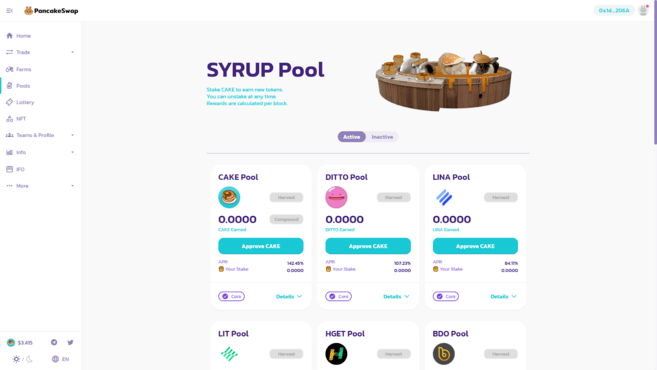 PancakeSwap
0x1d...206A
Home
Trade
Farms
Pools
Lottery
NFT
Teams & Profile
Info
IFO
More
$3.415
EN
SYRUP Pool
Stake CAKE to earn new tokens.
You can unstake at any time.
Rewards are calculated per block.
Active Inactive
CAKE Pool
Harvest
0.0000 Compound
CAKE Earned
Approve CAKE
APR: 142.45%
Your Stake 0.0000
Core Details
DITTO Pool
Harvest
0.0000
DITTO Earned
Approve CAKE
APR: 107.23%
Your Stake 0.0000
Core Details
LINA Pool
Harvest
0.0000
LINA Earned
Approve CAKE
APR: 84.11%
Your Stake 0.0000
Core Details
LIT Pool
Harvest
HGET Pool
Harvest
BDO Pool
Harvest